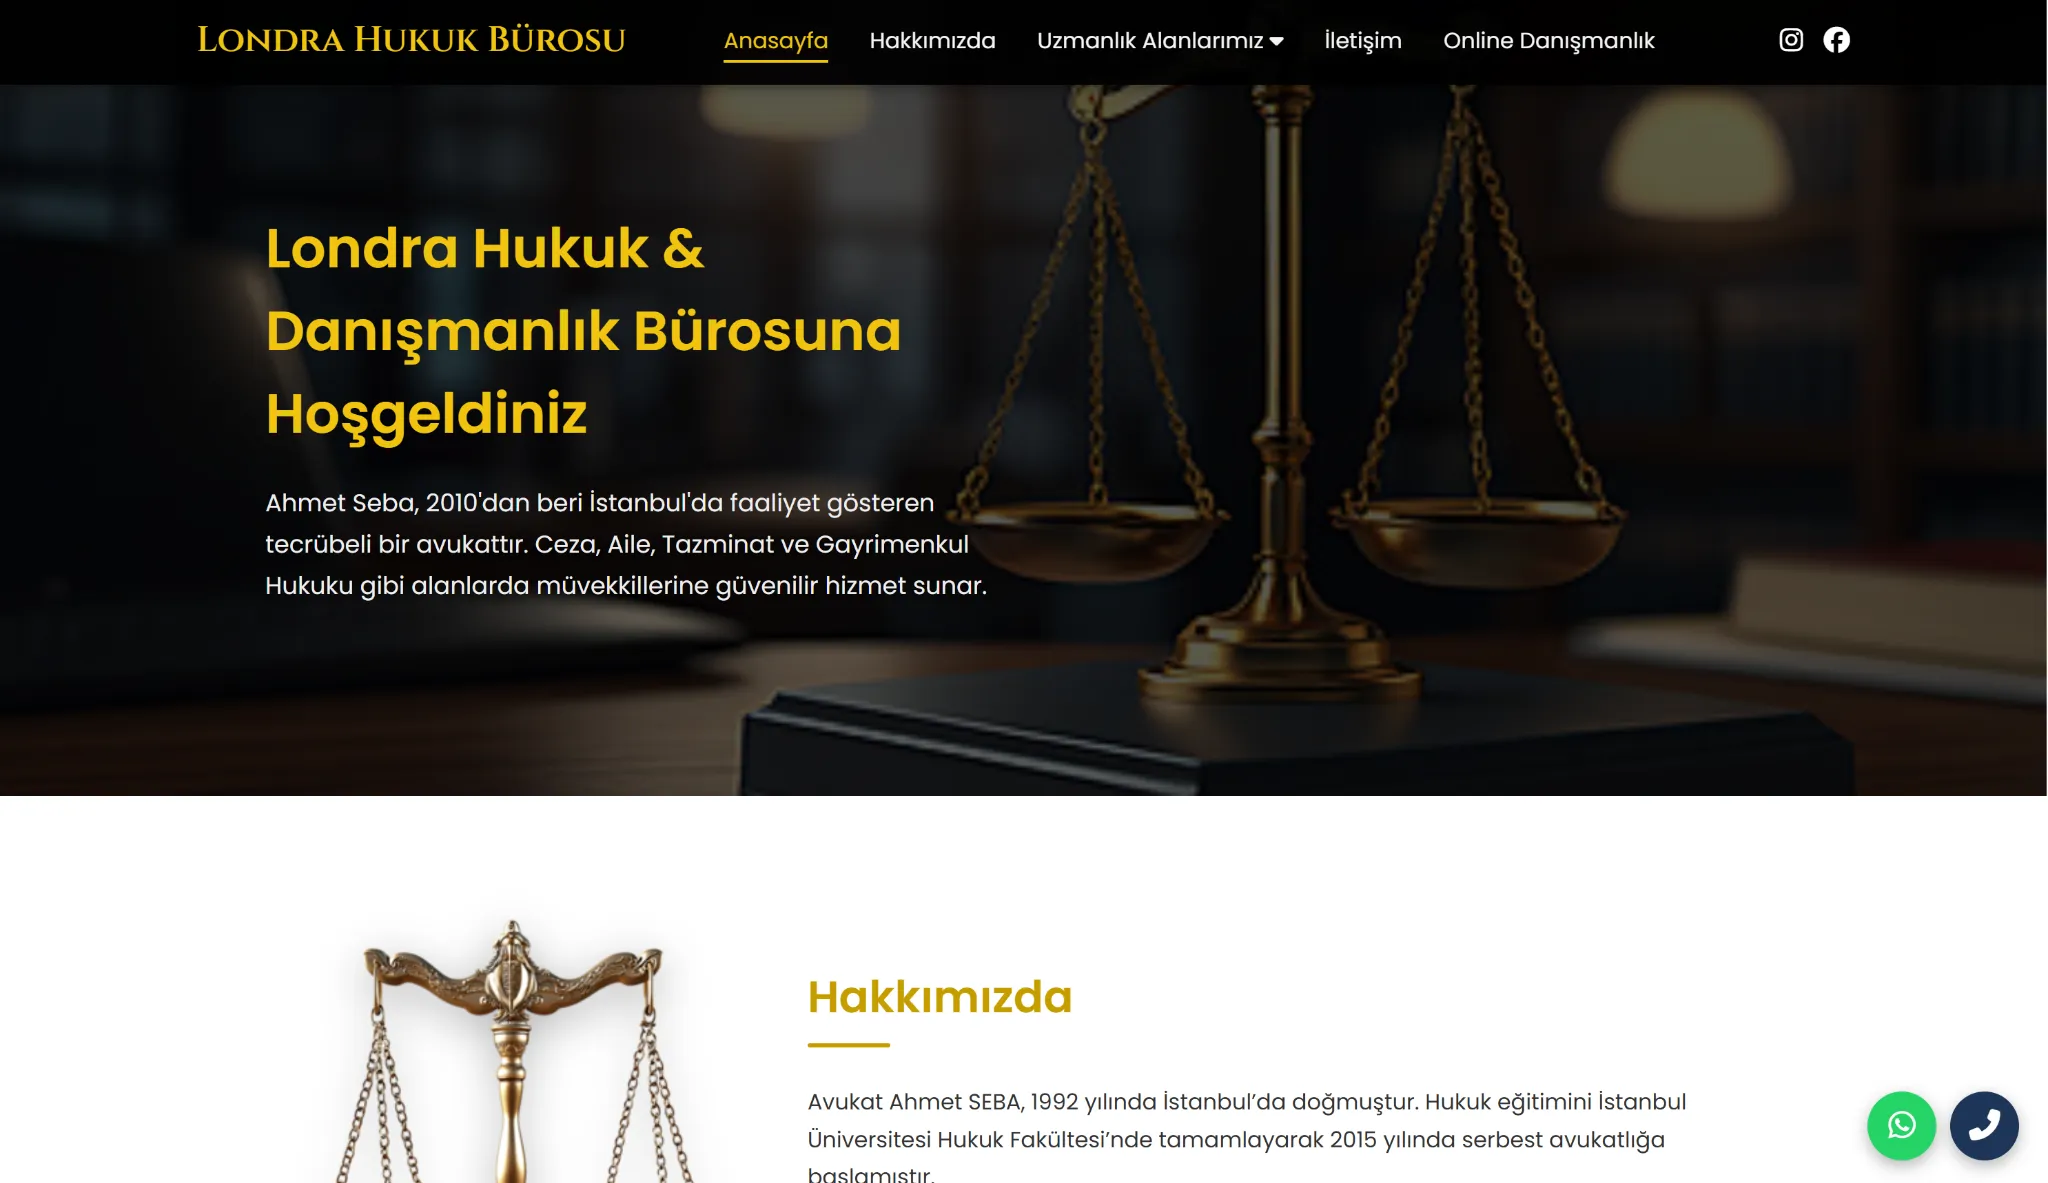 Londra Hukuk Bürosu
Anasayfa
Hakkımızda
Uzmanlık Alanlarımız
İletişim
Online Danışmanlık
Londra Hukuk &
Danışmanlık Bürosuna
Hoşgeldiniz
Ahmet Seba, 2010'dan beri İstanbul'da faaliyet gösteren
tecrübeli bir avukattır. Ceza, Aile, Tazminat ve Gayrimenkul
Hukuku gibi alanlarda müvekkillerine güvenilir hizmet sunar.
Hakkımızda
Avukat Ahmet SEBA, 1992 yılında İstanbul’da doğmuştur. Hukuk eğitimini İstanbul
Üniversitesi Hukuk Fakültesi’nde tamamlayarak 2015 yılında serbest avukatlığa
başlamıştır.